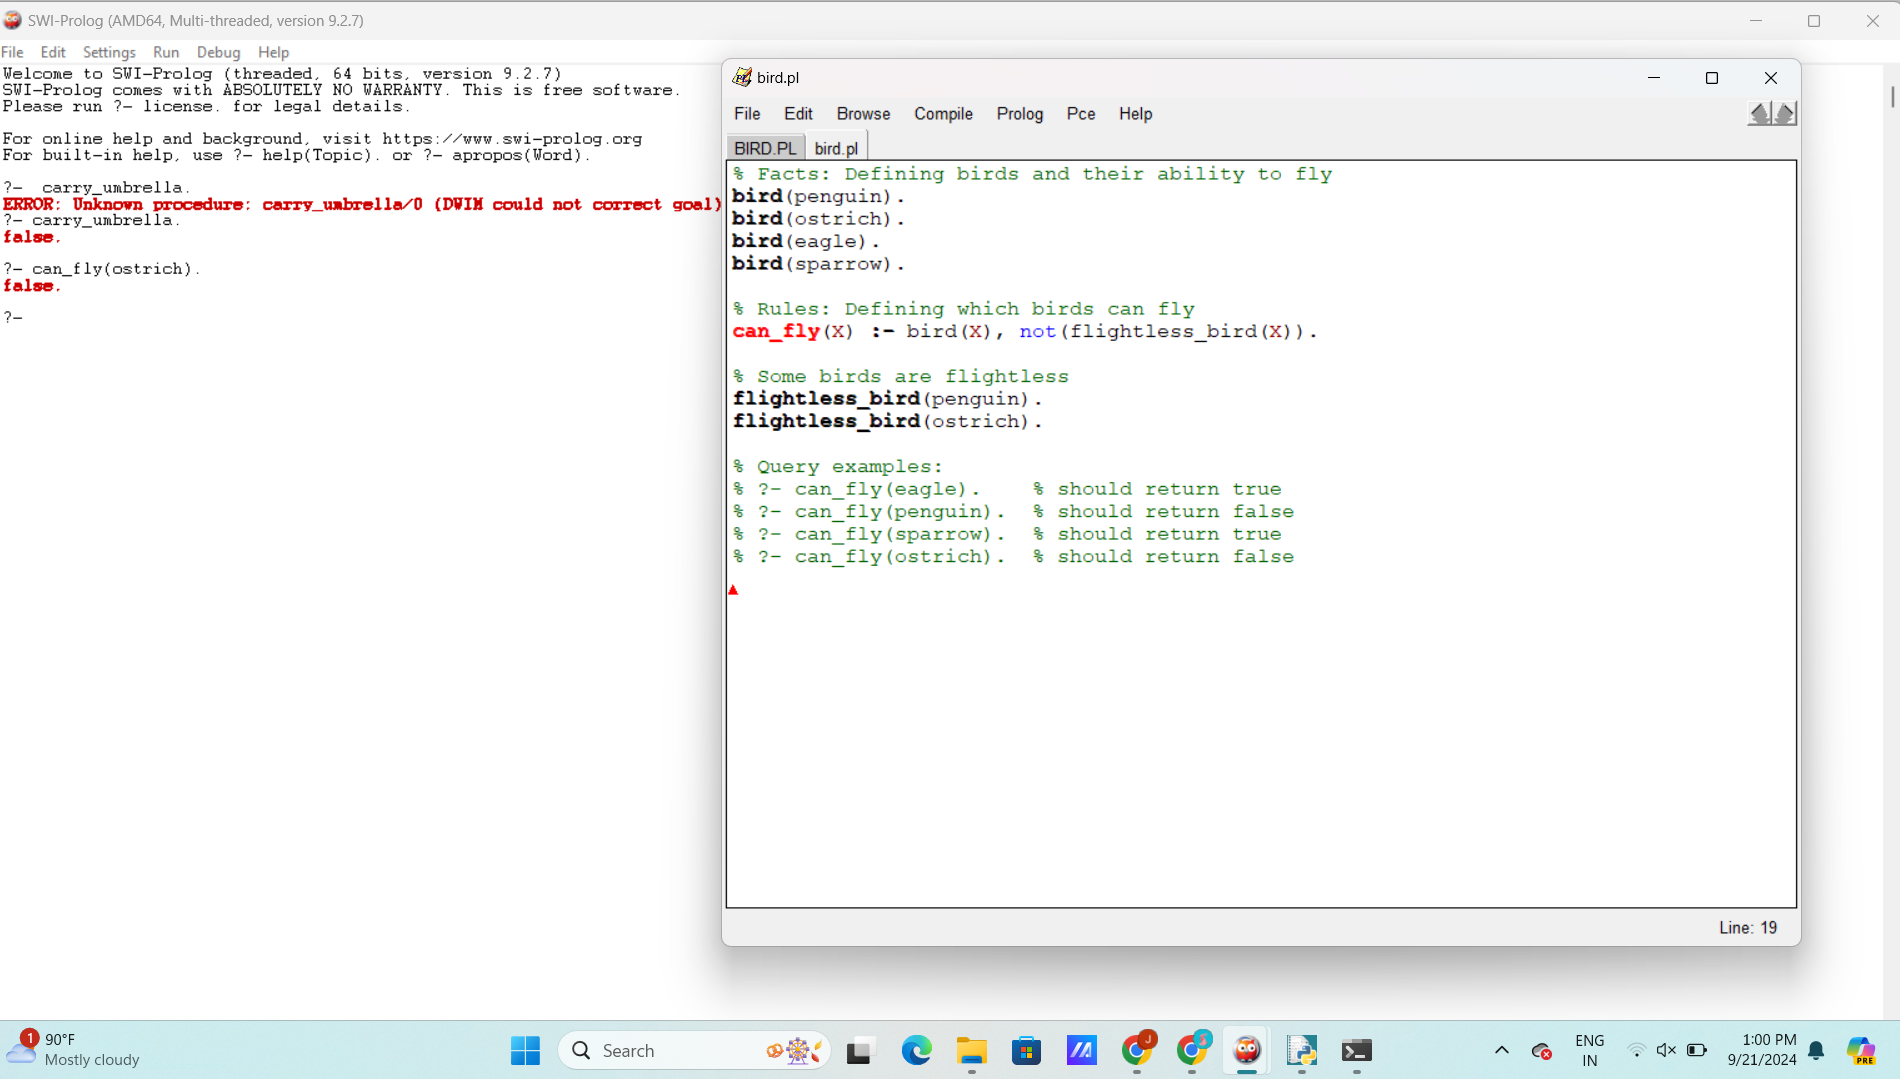 SWI-Prolog (AMD64, Multi-threaded, version 9.2.7)
File Edit Settings Run Debug Help
Welcome to SWI-Prolog (threaded, 64 bits, version 9.2.7)
SWI-Prolog comes with ABSOLUTELY NO WARRANTY. This is free software.
Please run ?- license. for legal details.
For online help and background, visit https://www.swi-prolog.org
For built-in help, use ?- help(Topic). or ?- apropos(Word).
?-  carry_umbrella.
ERROR: Unknown procedure: carry_umbrella/0 (DWIM could not correct goal)
?- carry_umbrella.
false.
?- can_fly(ostrich).
false.
?-
bird.pl
File Edit Browse Compile Prolog Pce Help
BIRD.PL bird.pl
% Facts: Defining birds and their ability to fly
bird(penguin).
bird(ostrich).
bird(eagle).
bird(sparrow).
% Rules: Defining which birds can fly
can_fly(X) :- bird(X), not(flightless_bird(X)).
% Some birds are flightless
flightless_bird(penguin).
flightless_bird(ostrich).
% Query examples:
% ?- can_fly(eagle).    % should return true
% ?- can_fly(penguin).  % should return false
% ?- can_fly(sparrow).  % should return true
% ?- can_fly(ostrich).  % should return false
Line: 19
1
90°F
Mostly cloudy
Search
J
S
ENG
IN
1:00 PM
9/21/2024
PRE